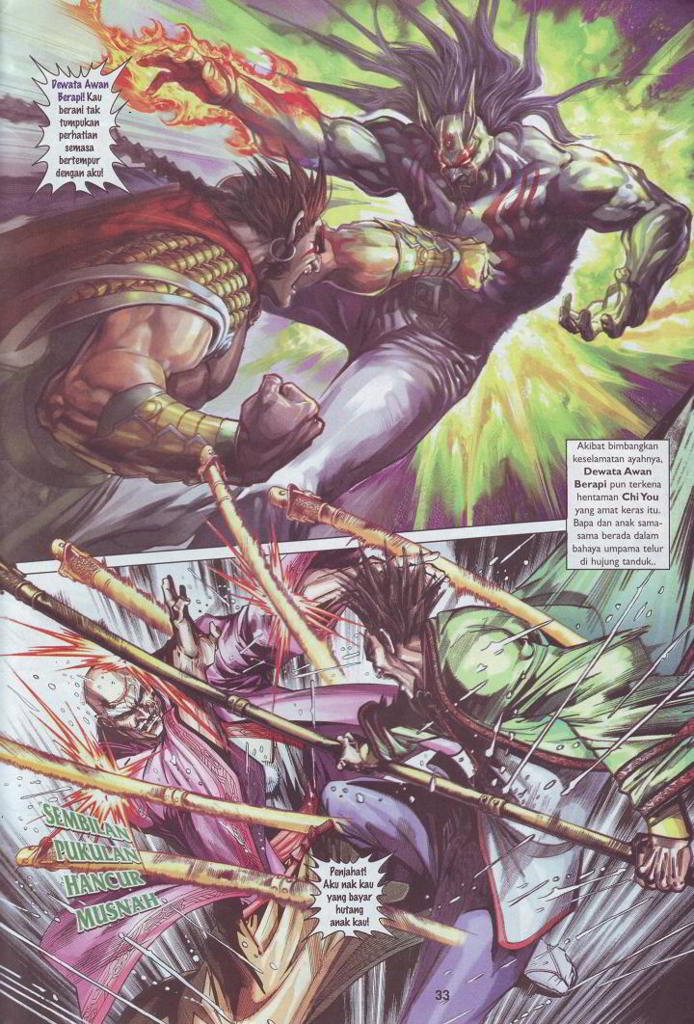 Dewata Awan
Berapi! Kau
berani tak
tumpukan
perhatian
semasa
bertempur
dengan aku!
Akibat bimbangkan
keselamatan ayahnya,
Dewata Awan
Berapi pun terkena
hentaman Chi You
yang amat keras itu.
Bapa dan anak sama-
sama berada dalam
bahaya umpama telur
di hujung tanduk..
SEMBILAN
PUKULAN
HANCUR
MUSNAH
Penjahat!
Aku nak kau
yang bayar
hutang
anak kau!
33